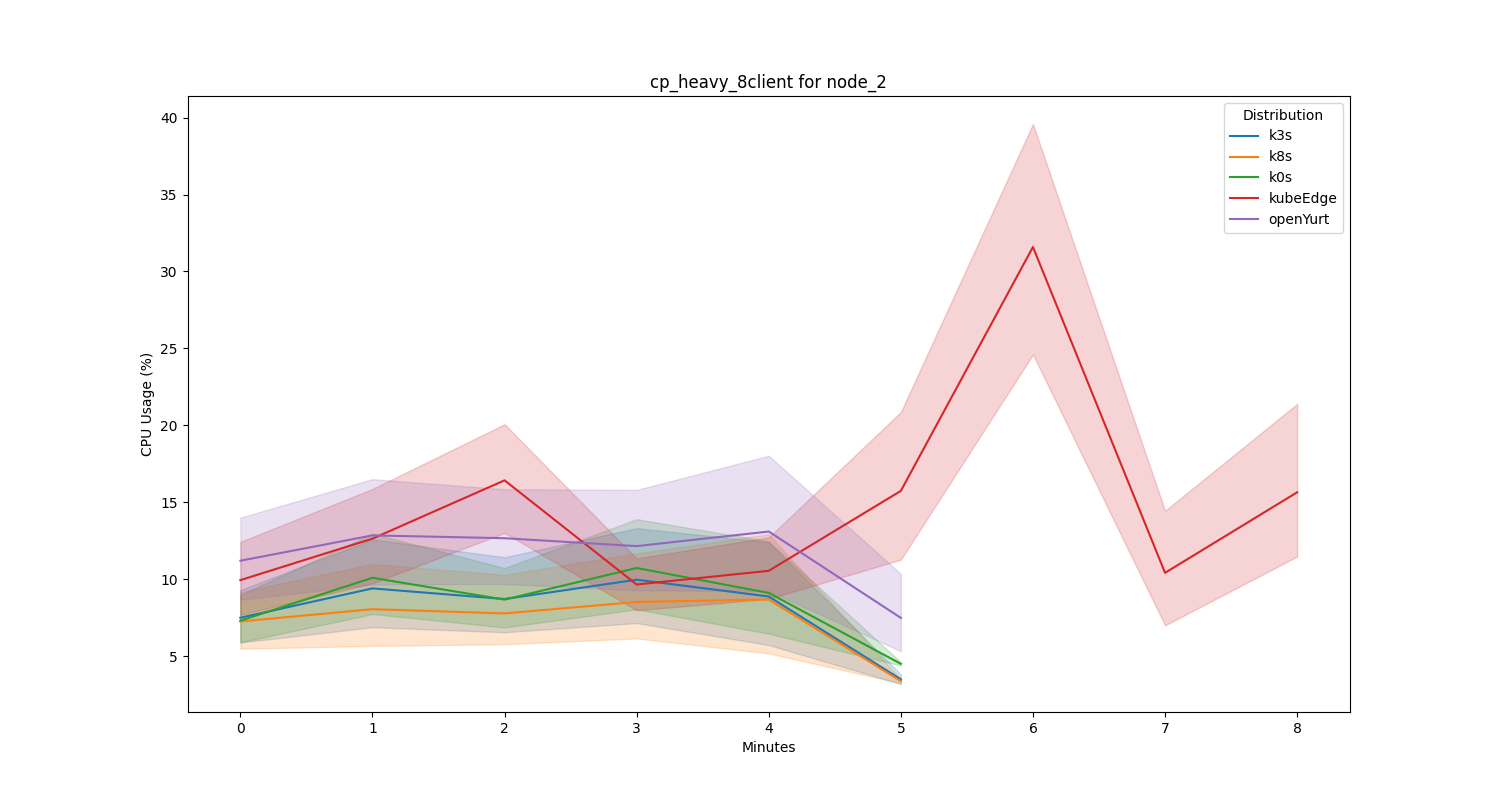 cp_heavy_8client for node_2
Distribution
k3s
k8s
k0s
kubeEdge
openYurt
CPU Usage (%)
40
35
30
25
20
15
10
5
0 1 2 3 4 5 6 7 8
Minutes